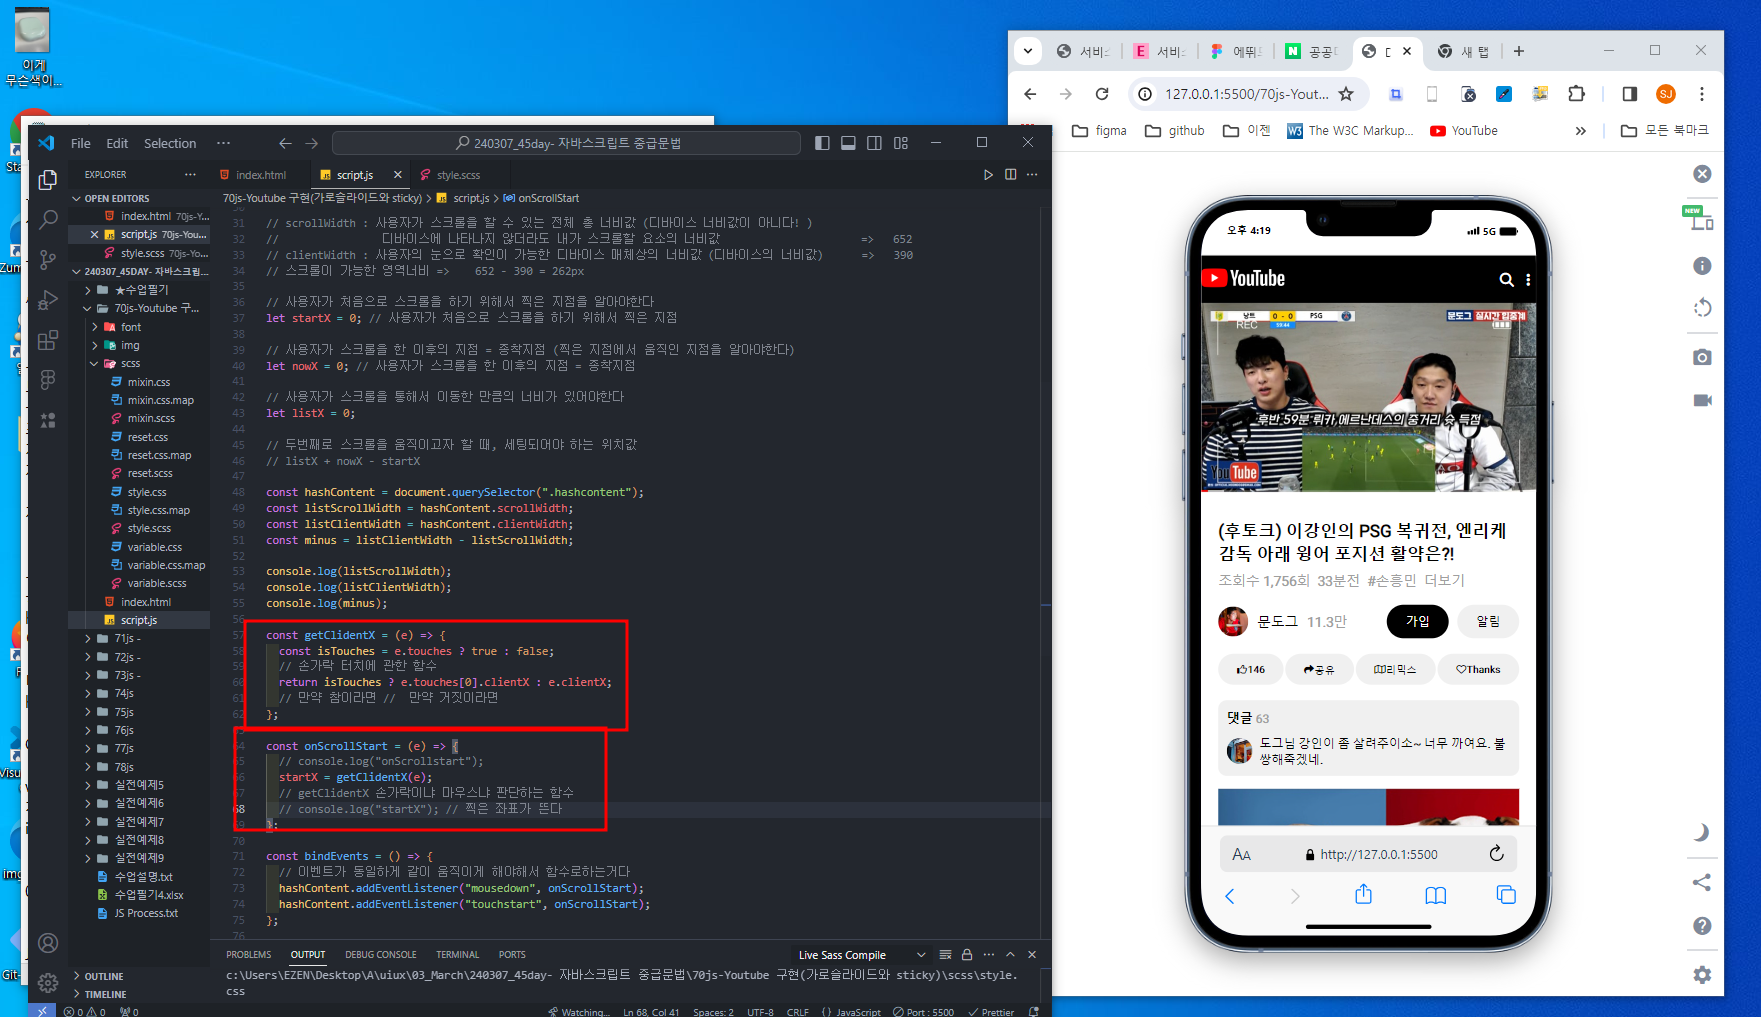 이게
무슨색이...
File
Edit
Selection
···
240307_45day- 자바스크립트 중급문법
EXPLORER
index.html
script.js
style.scss
OPEN EDITORS
index.html 70js-Y...
script.js 70js-You...
style.scss 70js-Yo...
240307_45DAY- 자바스크립...
★수업필기
70js-Youtube 구...
font
img
scss
mixin.css
mixin.css.map
mixin.scss
reset.css
reset.css.map
reset.scss
style.css
style.css.map
style.scss
variable.css
variable.css.map
variable.scss
index.html
script.js
71js -
72js -
73js -
74js
75js
76js
77js
78js
실전예제5
실전예제6
실전예제7
실전예제8
실전예제9
수업설명.txt
수업필기4.xlsx
JS Process.txt
OUTLINE
TIMELINE
70js-Youtube 구현(가로슬라이드와 sticky) > script.js > onScrollStart
31 // scrollWidth : 사용자가 스크롤을 할 수 있는 전체 총 너비값 (디바이스 너비값이 아니다! )
32 // 디바이스에 나타나지 않더라도 내가 스크롤할 요소의 너비값 => 652
33 // clientWidth : 사용자의 눈으로 확인이 가능한 디바이스 매체상의 너비값 (디바이스의 너비값) => 390
34 // 스크롤이 가능한 영역너비 => 652 - 390 = 262px
35
36 // 사용자가 처음으로 스크롤을 하기 위해서 찍은 지점을 알아야한다
37 let startX = 0; // 사용자가 처음으로 스크롤을 하기 위해서 찍은 지점
38
39 // 사용자가 스크롤을 한 이후의 지점 = 종착지점 (찍은 지점에서 움직인 지점을 알아야한다)
40 let nowX = 0; // 사용자가 스크롤을 한 이후의 지점 = 종착지점
41
42 // 사용자가 스크롤을 통해서 이동한 만큼의 너비가 있어야한다
43 let listX = 0;
44
45 // 두번째로 스크롤을 움직이고자 할 때, 세팅되어야 하는 위치값
46 // listX + nowX - startX
47
48 const hashContent = document.querySelector(".hashcontent");
49 const listScrollWidth = hashContent.scrollWidth;
50 const listClientWidth = hashContent.clientWidth;
51 const minus = listClientWidth - listScrollWidth;
52
53 console.log(listScrollWidth);
54 console.log(listClientWidth);
55 console.log(minus);
56
57 const getClidentX = (e) => {
58 const isTouches = e.touches ? true : false;
59 // 손가락 터치에 관한 함수
60 return isTouches ? e.touches[0].clientX : e.clientX;
61 // 만약 참이라면 // 만약 거짓이라면
62 };
64 const onScrollStart = (e) => {
65 // console.log("onScrollstart");
66 startX = getClidentX(e);
67 // getClidentX 손가락이냐 마우스냐 판단하는 함수
68 // console.log("startX"); // 찍은 좌표가 뜬다
69 };
70
71 const bindEvents = () => {
72 // 이벤트가 동일하게 같이 움직이게 해야해서 함수로하는거다
73 hashContent.addEventListener("mousedown", onScrollStart);
74 hashContent.addEventListener("touchstart", onScrollStart);
75 };
76
PROBLEMS
OUTPUT
DEBUG CONSOLE
TERMINAL
PORTS
Live Sass Compile
c:\Users\EZEN\Desktop\A\uiux\03_March\240307_45day- 자바스크립트 중급문법\70js-Youtube 구현(가로슬라이드와 sticky)\scss\style.
css
0 0 0
Watching...
Ln 68, Col 41
Spaces: 2
UTF-8
CRLF
{} JavaScript
Port : 5500
Prettier
서비스
서비스
에뛰
공공
새 탭
127.0.0.1:5500/70js-Yout...
SJ
figma
github
이젠
The W3C Markup...
YouTube
모든 북마크
NEW
오후 4:19
5G
YouTube
낭트 0 - 0 PSG
REC
문도그 실시간 입중계
후반 59분 뤼카 에르난데스의 중거리 슛 득점
You Tube
(후토크) 이강인의 PSG 복귀전, 엔리케
감독 아래 윙어 포지션 활약은?!
조회수 1,756회 33분전 #손흥민 더보기
문도그 11.3만
가입
알림
146
공유
리믹스
Thanks
댓글 63
도그님 강인이 좀 살려주이소~ 너무 까여요. 불
쌍해죽겠네.
AA
http://127.0.0.1:5500